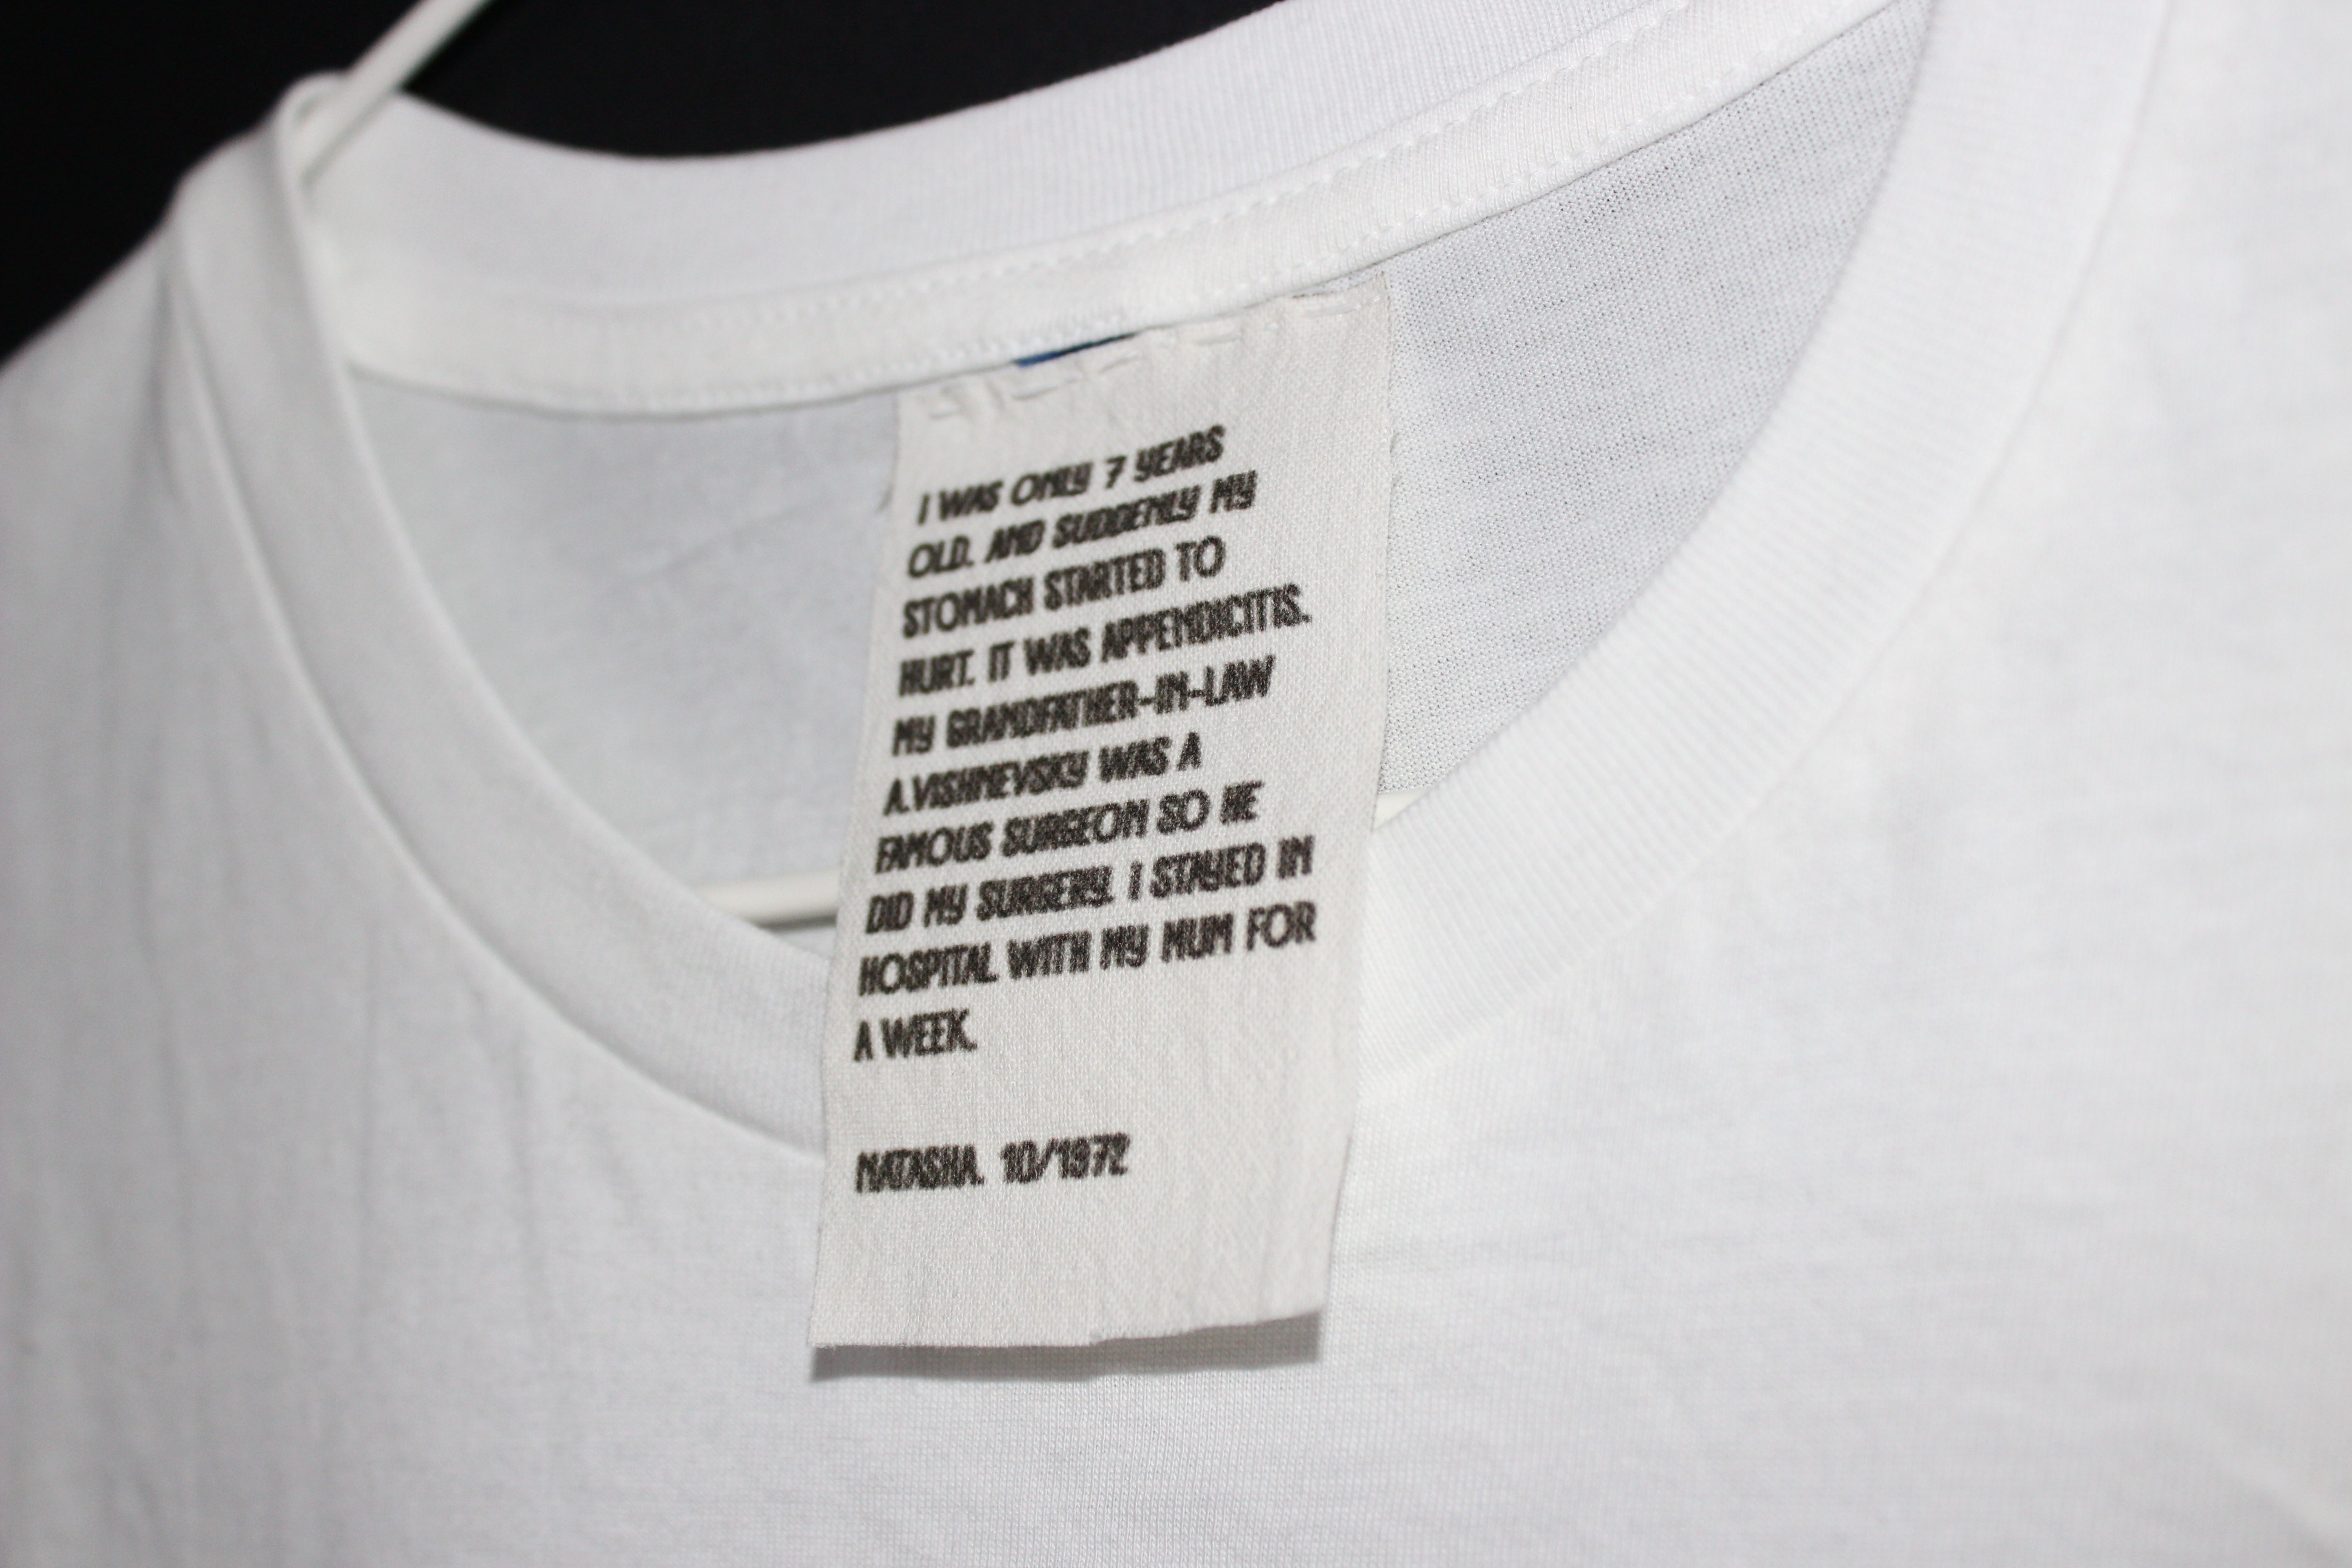 I WAS ONLY 7 YEARS
OLD. AND SUDDENLY MY
STOMACH STARTED TO
HURT. IT WAS APPENDICITIS.
MY GRANDFATHER-IN-LAW
A.VISHNEVSKY WAS A
FAMOUS SURGEON SO HE
DID MY SURGERY. I STAYED IN
HOSPITAL WITH MY MUM FOR
A WEEK.
NATASHA. 10/1972